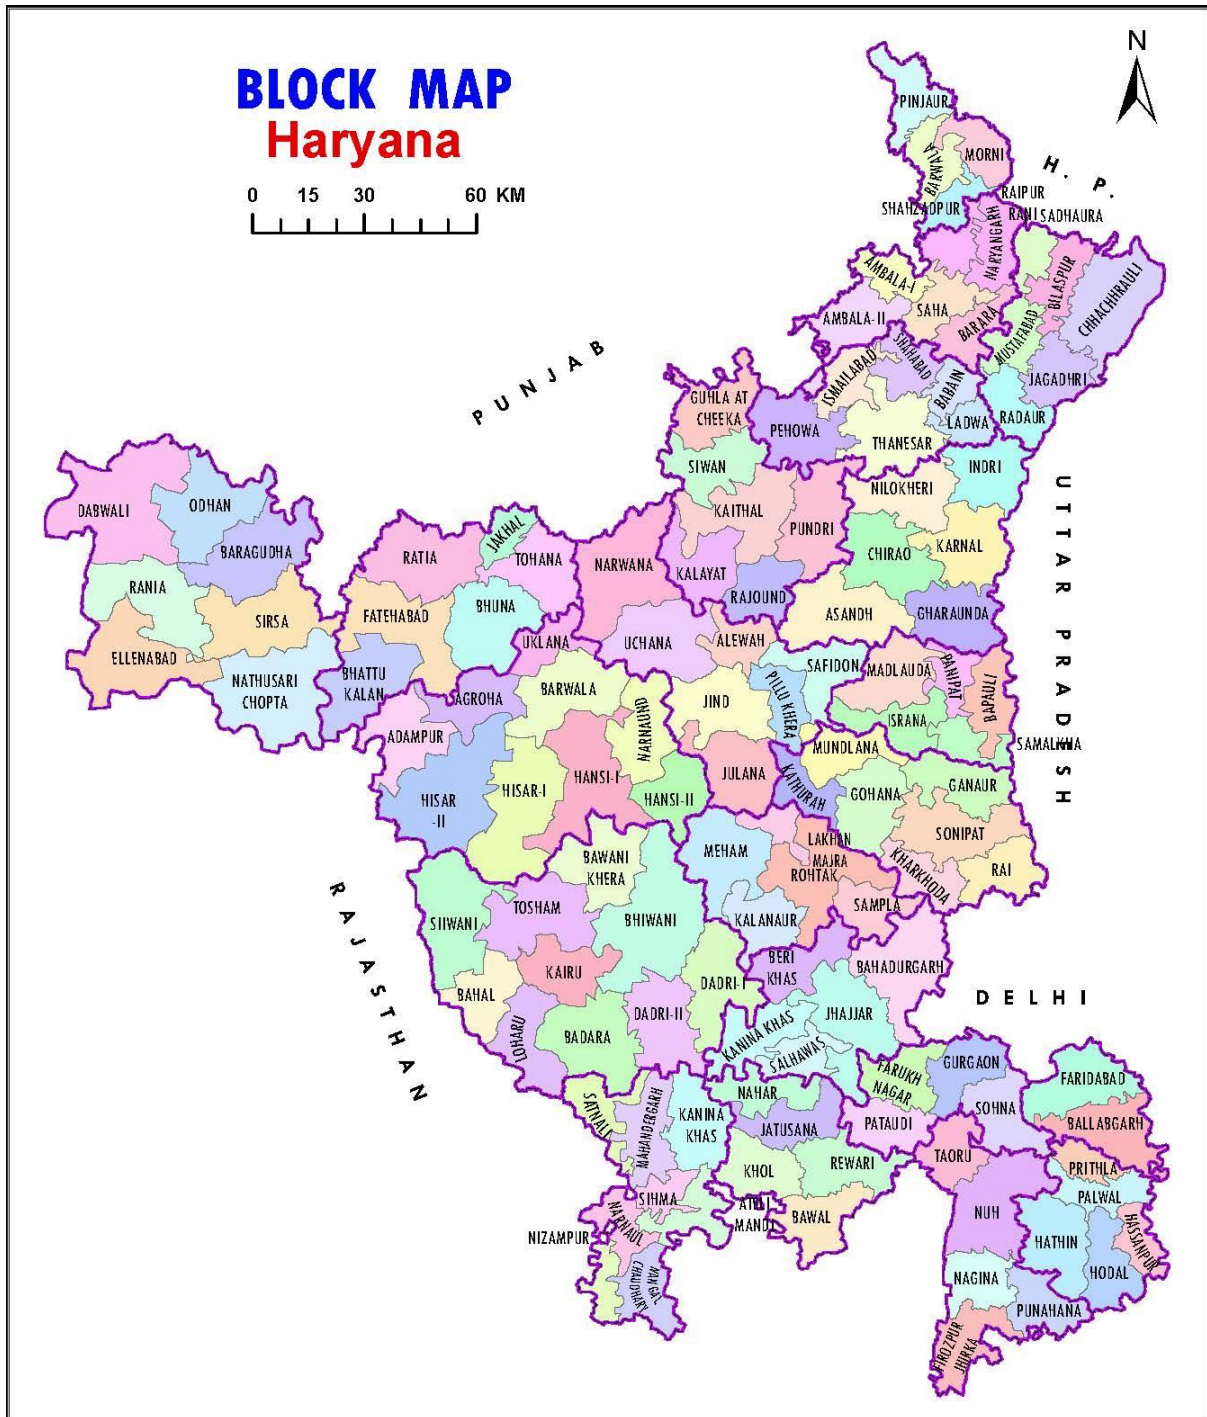 BLOCK MAP
Haryana
0 15 30 60 KM
N
H. P.
PUNJAB
UTTAR PRADESH
RAJASTHAN
DELHI
PINJAUR
BARWALA
MORNI
RAIPUR
RANI
SHAHZADPUR
SADHAURA
NARYANGARH
BILASPUR
CHHACHHRAULI
AMBALA-I
AMBALA-II
SAHA
BARARA
MUSTAFABAD
JAGADHRI
RADAUR
ISMAILABAD
SHAHABAD
BABAIN
LADWA
THANESAR
PEHOWA
GUHLA AT
CHEEKA
SIWAN
KAITHAL
PUNDRI
KALAYAT
RAJOUND
NILOKHERI
INDRI
CHIRAO
KARNAL
ASANDH
GHARAUNDA
DABWALI
ODHAN
BARAGUDHA
RANIA
SIRSA
ELLENABAD
NATHUSARI
CHOPTA
RATIA
JAKHAL
TOHANA
FATEHABAD
BHUNA
BHATTU
KALAN
NARWANA
UCHANA
ALEWAH
SAFIDON
PILLU KHERA
JIND
JULANA
MADLAUDA
PANIPAT
BAPAULI
ISRANA
SAMALKHA
UKLANA
BARWALA
AGROHA
ADAMPUR
HISAR
-II
HISAR-I
HANSI-I
NARNAUND
HANSI-II
MUNDLANA
KATHURAH
GOHANA
GANAUR
SONIPAT
KHARKHODA
RAI
MEHAM
LAKHAN
MAJRA
ROHTAK
KALANAUR
SAMPLA
BAWANI
KHERA
SIIWANI
TOSHAM
BHIWANI
KAIRU
BAHAL
LOHARU
BADARA
DADRI-II
DADRI-I
BERI
KHAS
BAHADURGARH
JHAJJAR
KANINA KHAS
SALHAWAS
FARUKH
NAGAR
GURGAON
SOHNA
PATAUDI
FARIDABAD
BALLABGARH
SATNALI
MAHANDERGARH
KANINA
KHAS
NAHAR
JATUSANA
KHOL
REWARI
BAWAL
SIHMA
NARNAUL
NIZAMPUR
NANGAL
CHAUDHARY
MANDI
TAORU
NUH
PRITHLA
PALWAL
HATHIN
HODAL
HASSANPUR
NAGINA
PUNAHANA
FIROZPUR
JHIRKA